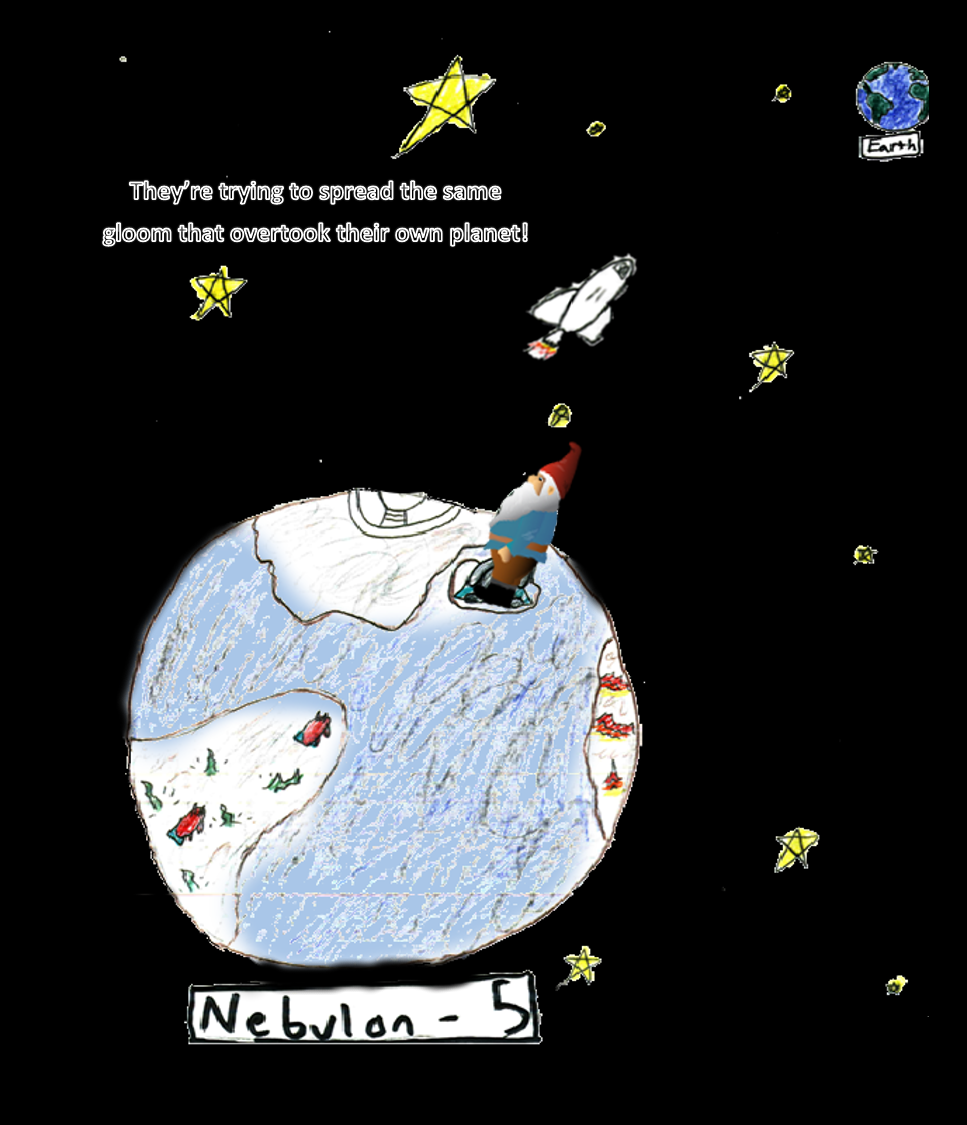 Earth
They’re trying to spread the same
gloom that overtook their own planet!
Nebulon - 5